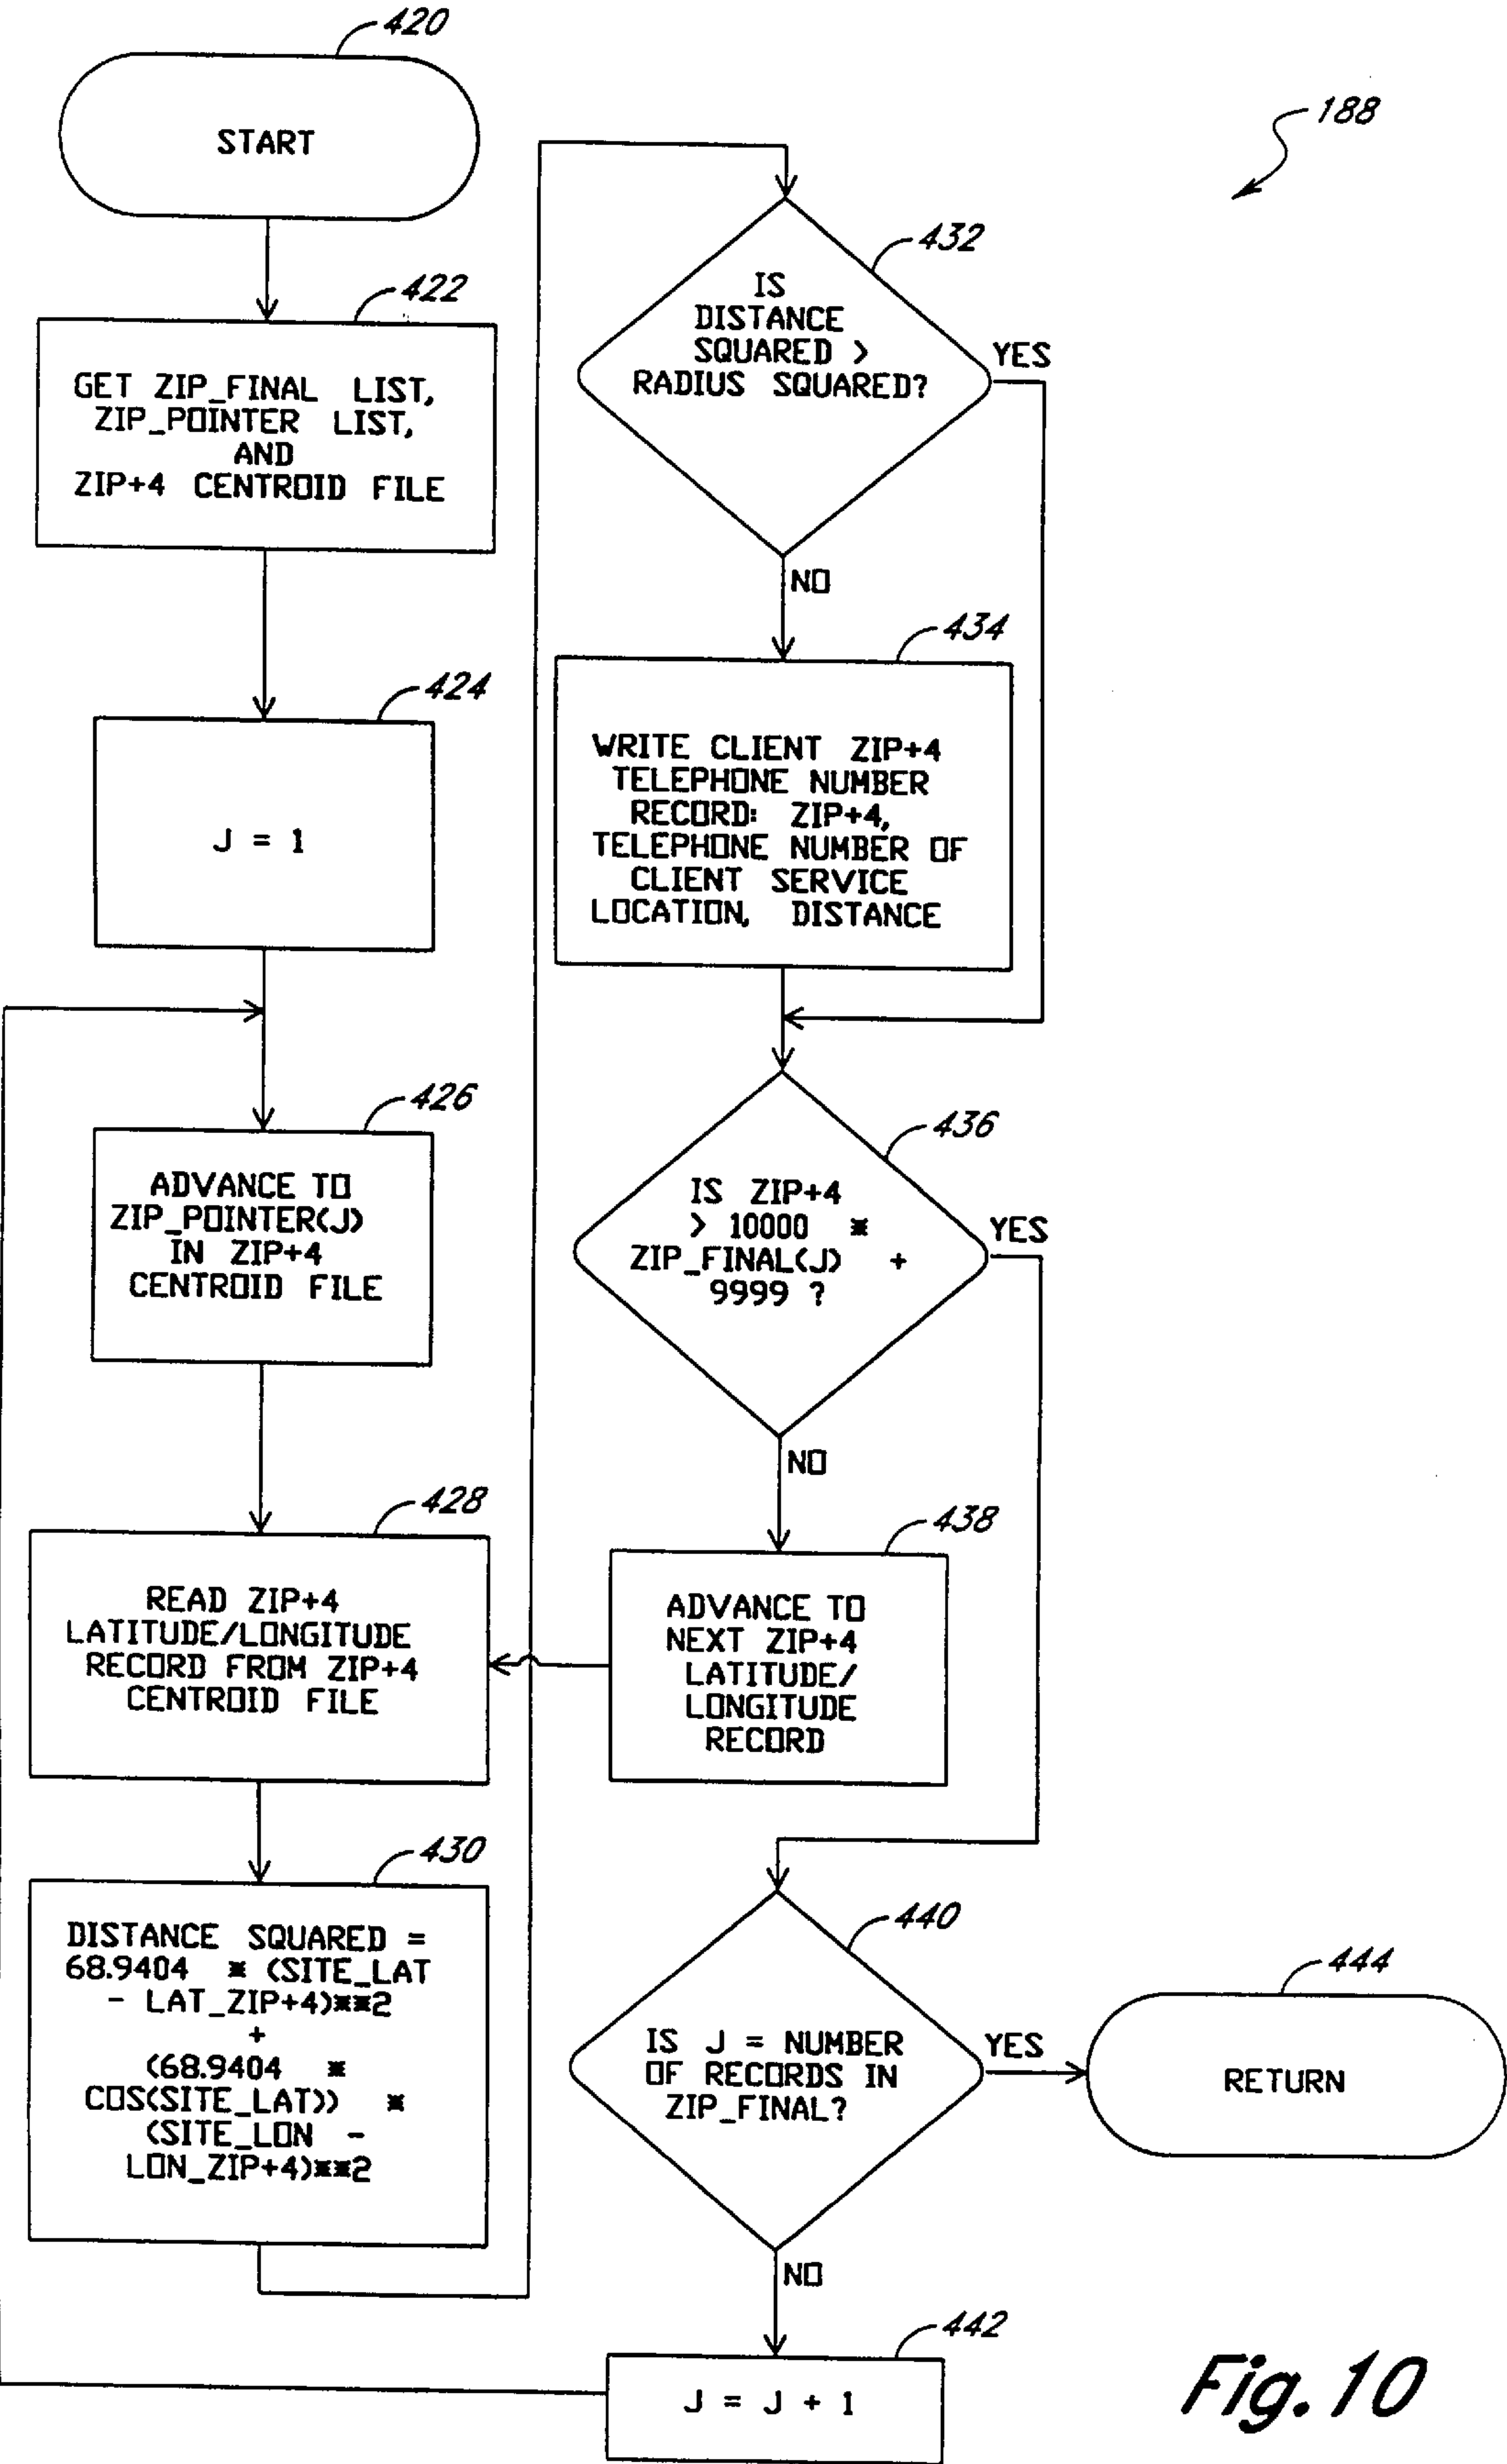 420
START
188
422
GET ZIP_FINAL LIST,
ZIP_POINTER LIST,
AND
ZIP+4 CENTROID FILE
424
J = 1
426
ADVANCE TO
ZIP_POINTER(J)
IN ZIP+4
CENTROID FILE
428
READ ZIP+4
LATITUDE/LONGITUDE
RECORD FROM ZIP+4
CENTROID FILE
430
DISTANCE SQUARED =
68.9404 * (SITE_LAT
- LAT_ZIP+4)**2
+
(68.9404 *
COS(SITE_LAT)) *
(SITE_LON -
LON_ZIP+4)**2
432
IS
DISTANCE
SQUARED >
RADIUS SQUARED?
YES
NO
434
WRITE CLIENT ZIP+4
TELEPHONE NUMBER
RECORD: ZIP+4,
TELEPHONE NUMBER OF
CLIENT SERVICE
LOCATION, DISTANCE
436
IS ZIP+4
> 10000 *
ZIP_FINAL(J) +
9999 ?
YES
NO
438
ADVANCE TO
NEXT ZIP+4
LATITUDE/
LONGITUDE
RECORD
440
IS J = NUMBER
OF RECORDS IN
ZIP_FINAL?
YES
NO
444
RETURN
442
J = J + 1
Fig. 10